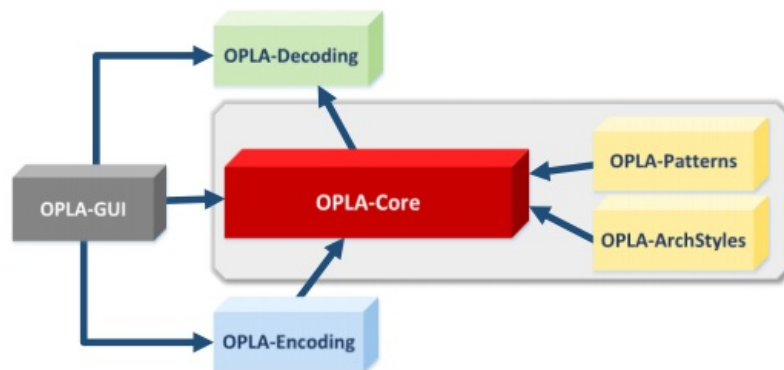 OPLA-Decoding
OPLA-Patterns
OPLA-GUI
OPLA-Core
OPLA-ArchStyles
OPLA-Encoding